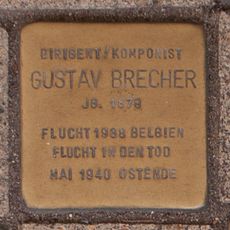 DIRIGENT/KOMPONIST
GUSTAV BRECHER
JG. 1879
FLUCHT 1938 BELGIEN
FLUCHT IN DEN TOD
MAI 1940 OSTENDE